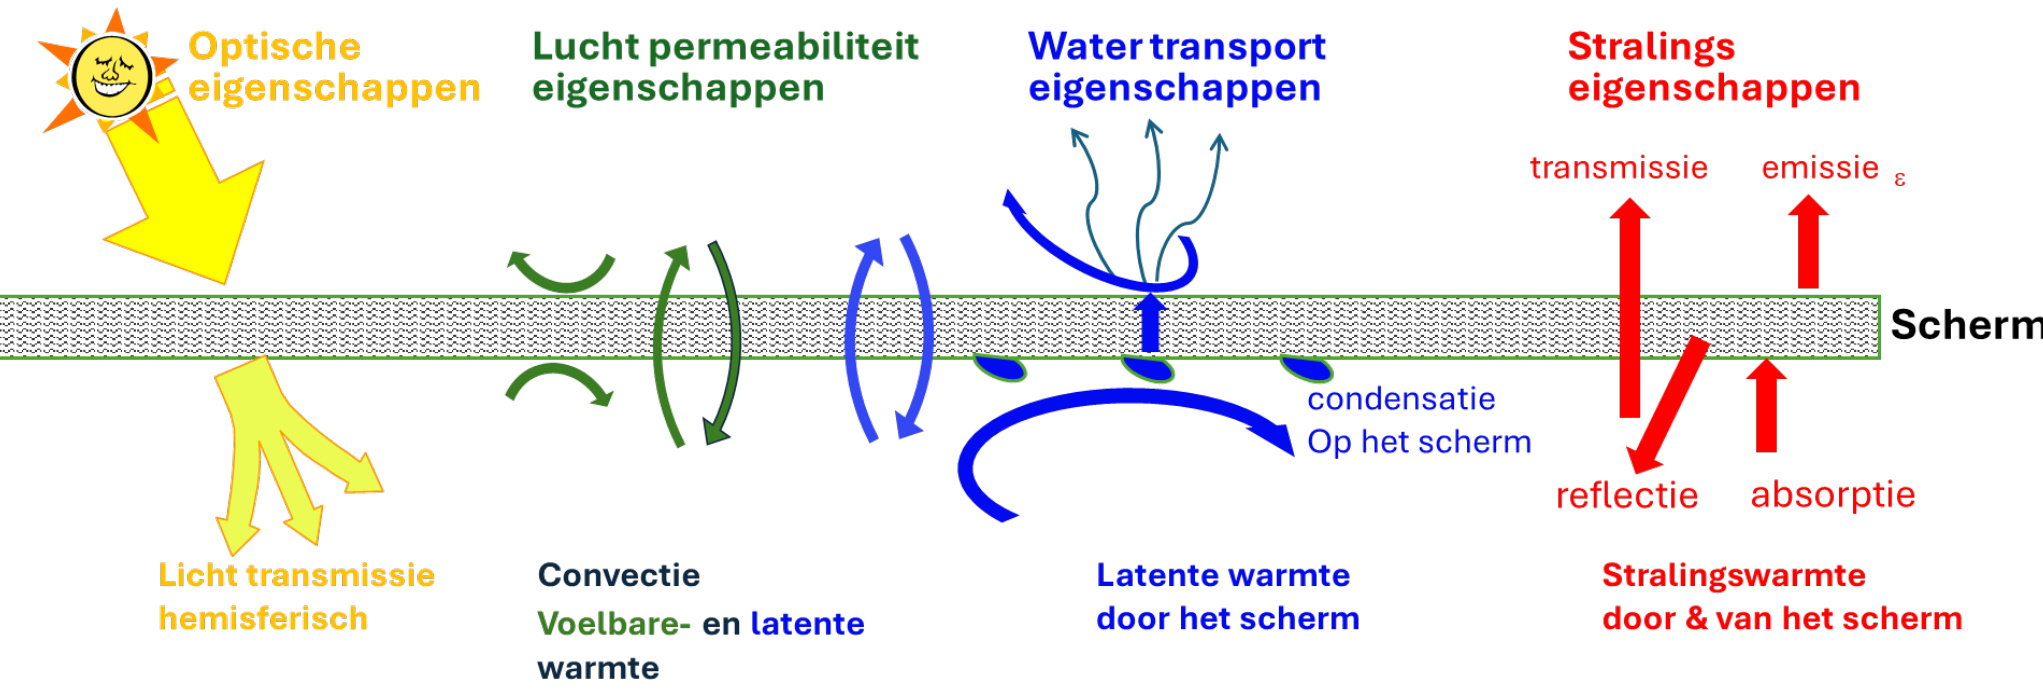 Optische
eigenschappen
Lucht permeabiliteit
eigenschappen
Water transport
eigenschappen
Stralings
eigenschappen
transmissie
emissie ε
Scherm
condensatie
Op het scherm
reflectie
absorptie
Licht transmissie
hemisferisch
Convectie
Voelbare- en latente
warmte
Latente warmte
door het scherm
Stralingswarmte
door & van het scherm